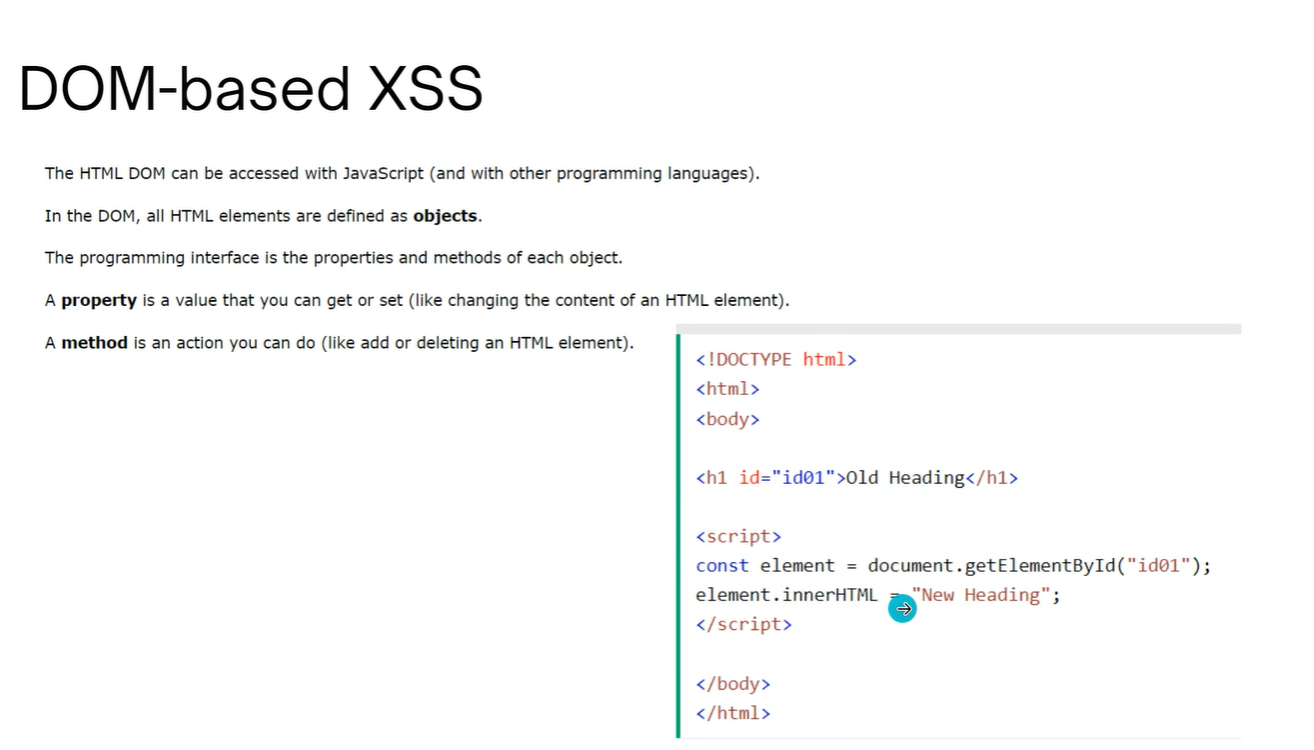 DOM-based XSS
The HTML DOM can be accessed with JavaScript (and with other programming languages).
In the DOM, all HTML elements are defined as objects.
The programming interface is the properties and methods of each object.
A property is a value that you can get or set (like changing the content of an HTML element).
A method is an action you can do (like add or deleting an HTML element).
<!DOCTYPE html>
<html>
<body>
<h1 id="id01">Old Heading</h1>
<script>
const element = document.getElementById("id01");
element.innerHTML = "New Heading";
</script>
</body>
</html>